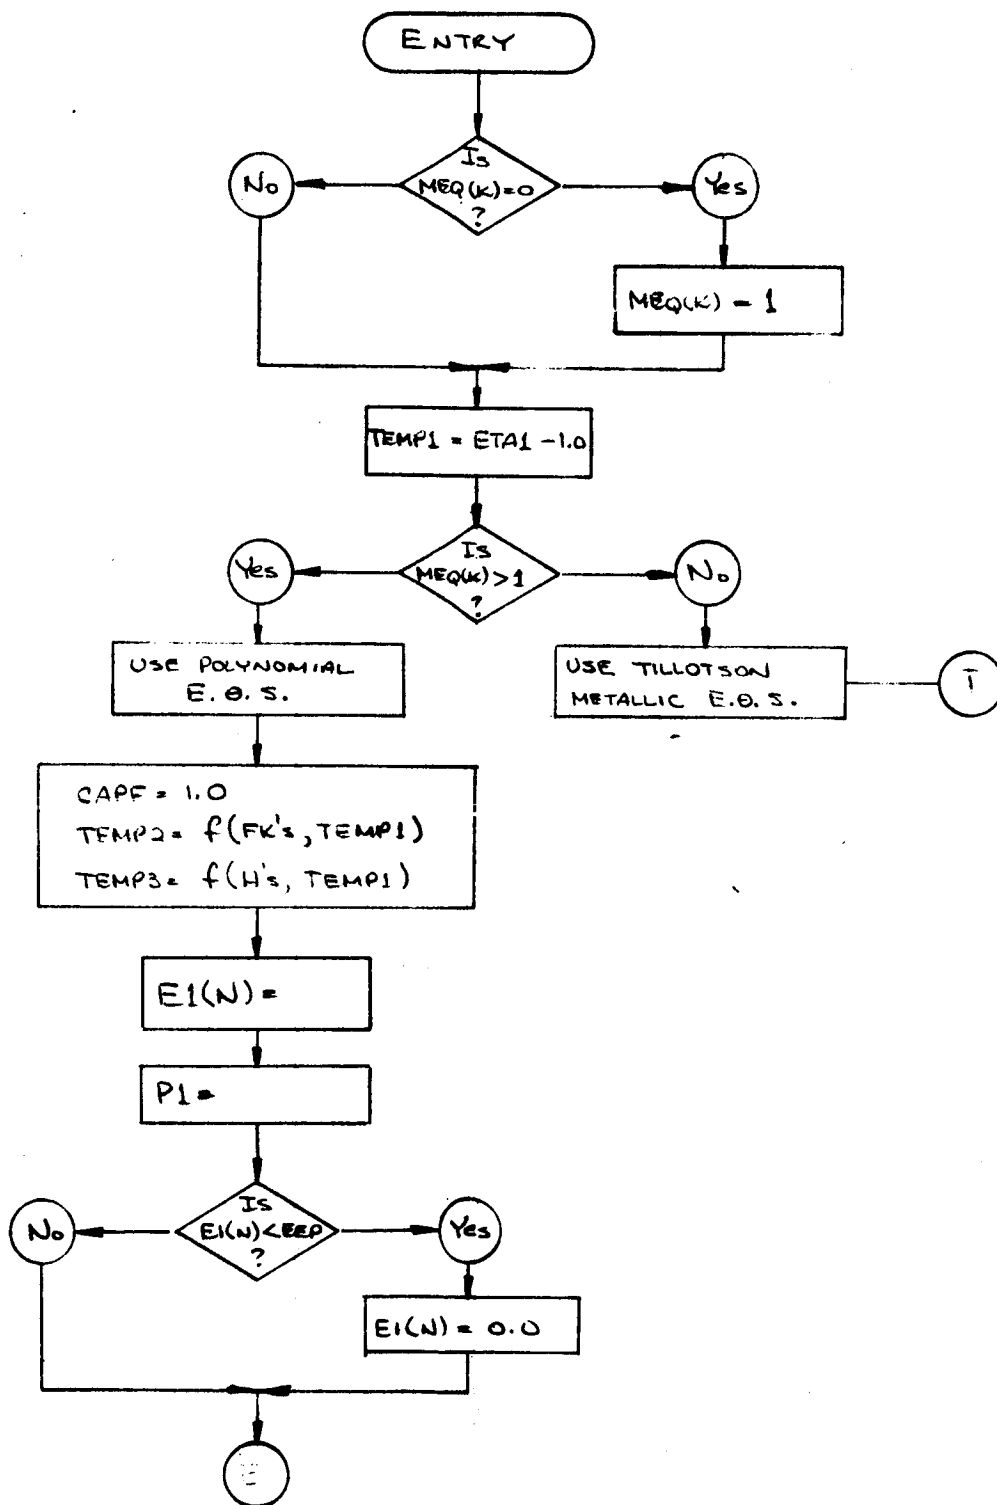 ENTRY
Is
MEQ(K)=0
?
No
Yes
MEQ(K) = 1
TEMP1 = ETA1 -1.0
Is
MEQ(K)>1
?
Yes
No
USE POLYNOMIAL
E.O.S.
USE TILLOTSON
METALLIC E.O.S.
T
CAPF = 1.0
TEMP2= f(FK's, TEMP1)
TEMP3= f(H's, TEMP1)
E1(N) =
P1=
Is
E1(N)<EEP
?
No
Yes
E1(N) = 0.0